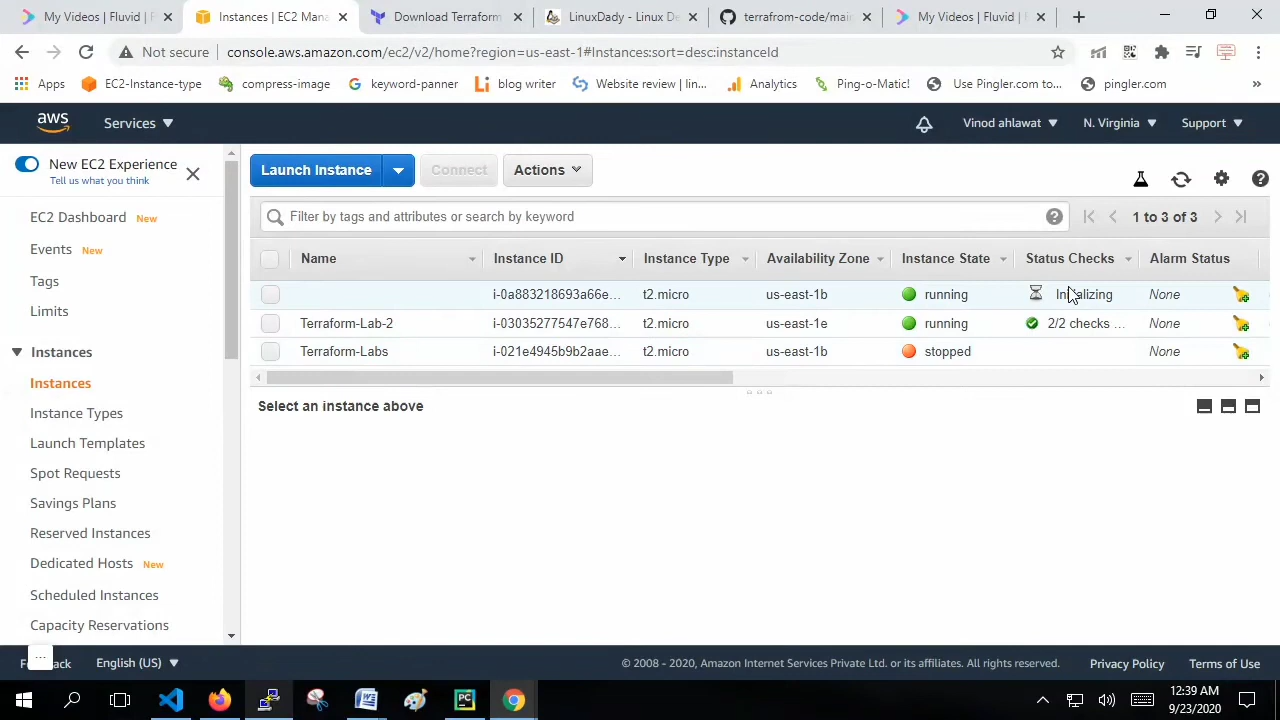 My Videos | Fluvid | F
Instances | EC2 Mana
Download Terraform
LinuxDady - Linux De
terrafrom-code/main
My Videos | Fluvid |
Not secure
console.aws.amazon.com/ec2/v2/home?region=us-east-1#Instances:sort=desc:instanceId
Apps
EC2-Instance-type
compress-image
keyword-panner
blog writer
Website review | lin...
Analytics
Ping-o-Matic!
Use Pingler.com to...
pingler.com
»
aws
Services
Vinod ahlawat
N. Virginia
Support
New EC2 Experience
Tell us what you think
Launch Instance
Connect
Actions
EC2 Dashboard New
Events New
Tags
Limits
Instances
Instances
Instance Types
Launch Templates
Spot Requests
Savings Plans
Reserved Instances
Dedicated Hosts New
Scheduled Instances
Capacity Reservations
Filter by tags and attributes or search by keyword
1 to 3 of 3
Name Instance ID Instance Type Availability Zone Instance State Status Checks Alarm Status
i-0a883218693a66e... t2.micro us-east-1b running Initializing None
Terraform-Lab-2 i-03035277547e768... t2.micro us-east-1e running 2/2 checks ... None
Terraform-Labs i-021e4945b9b2aae... t2.micro us-east-1b stopped None
Select an instance above
English (US)
© 2008 - 2020, Amazon Internet Services Private Ltd. or its affiliates. All rights reserved.
Privacy Policy
Terms of Use
12:39 AM
9/23/2020